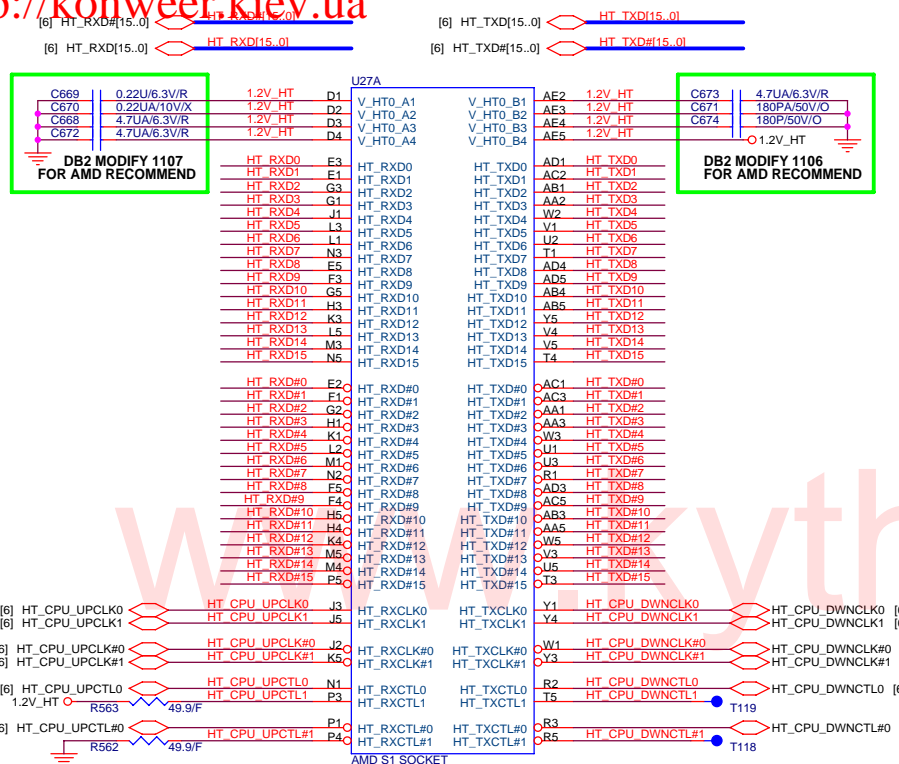 p://konweer.kiev.ua
[6] HT_RXD#[15..0] HT_RXD#[15..0] [6] HT_TXD[15..0] HT_TXD[15..0]
[6] HT_RXD[15..0] HT_RXD[15..0] [6] HT_TXD#[15..0] HT_TXD#[15..0]
U27A
C669 0.22U/6.3V/R 1.2V_HT D1 V_HT0_A1 V_HT0_B1 AE2 1.2V_HT C673 4.7UA/6.3V/R
C670 0.22UA/10V/X 1.2V_HT D2 V_HT0_A2 V_HT0_B2 AE3 1.2V_HT C671 180PA/50V/O
C668 4.7UA/6.3V/R 1.2V_HT D3 V_HT0_A3 V_HT0_B3 AE4 1.2V_HT C674 180P/50V/O
C672 4.7UA/6.3V/R 1.2V_HT D4 V_HT0_A4 V_HT0_B4 AE5 1.2V_HT 1.2V_HT
DB2 MODIFY 1107 DB2 MODIFY 1106
FOR AMD RECOMMEND FOR AMD RECOMMEND
HT_RXD0 E3 HT_RXD0 HT_TXD0 AD1 HT_TXD0
HT_RXD1 E1 HT_RXD1 HT_TXD1 AC2 HT_TXD1
HT_RXD2 G3 HT_RXD2 HT_TXD2 AB1 HT_TXD2
HT_RXD3 G1 HT_RXD3 HT_TXD3 AA2 HT_TXD3
HT_RXD4 J1 HT_RXD4 HT_TXD4 W2 HT_TXD4
HT_RXD5 L3 HT_RXD5 HT_TXD5 V1 HT_TXD5
HT_RXD6 L1 HT_RXD6 HT_TXD6 U2 HT_TXD6
HT_RXD7 N3 HT_RXD7 HT_TXD7 T1 HT_TXD7
HT_RXD8 E5 HT_RXD8 HT_TXD8 AD4 HT_TXD8
HT_RXD9 F3 HT_RXD9 HT_TXD9 AD5 HT_TXD9
HT_RXD10 G5 HT_RXD10 HT_TXD10 AB4 HT_TXD10
HT_RXD11 H3 HT_RXD11 HT_TXD11 AB5 HT_TXD11
HT_RXD12 K3 HT_RXD12 HT_TXD12 Y5 HT_TXD12
HT_RXD13 L5 HT_RXD13 HT_TXD13 V4 HT_TXD13
HT_RXD14 M3 HT_RXD14 HT_TXD14 V5 HT_TXD14
HT_RXD15 N5 HT_RXD15 HT_TXD15 T4 HT_TXD15
HT_RXD#0 E2 HT_RXD#0 HT_TXD#0 AC1 HT_TXD#0
HT_RXD#1 F1 HT_RXD#1 HT_TXD#1 AC3 HT_TXD#1
HT_RXD#2 G2 HT_RXD#2 HT_TXD#2 AA1 HT_TXD#2
HT_RXD#3 H1 HT_RXD#3 HT_TXD#3 AA3 HT_TXD#3
HT_RXD#4 K1 HT_RXD#4 HT_TXD#4 W3 HT_TXD#4
HT_RXD#5 L2 HT_RXD#5 HT_TXD#5 U1 HT_TXD#5
HT_RXD#6 M1 HT_RXD#6 HT_TXD#6 U3 HT_TXD#6
HT_RXD#7 N2 HT_RXD#7 HT_TXD#7 R1 HT_TXD#7
HT_RXD#8 F5 HT_RXD#8 HT_TXD#8 AD3 HT_TXD#8
HT_RXD#9 F4 HT_RXD#9 HT_TXD#9 AC5 HT_TXD#9
HT_RXD#10 H5 HT_RXD#10 HT_TXD#10 AB3 HT_TXD#10
HT_RXD#11 H4 HT_RXD#11 HT_TXD#11 AA5 HT_TXD#11
HT_RXD#12 K4 HT_RXD#12 HT_TXD#12 W5 HT_TXD#12
HT_RXD#13 M5 HT_RXD#13 HT_TXD#13 V3 HT_TXD#13
HT_RXD#14 M4 HT_RXD#14 HT_TXD#14 U5 HT_TXD#14
HT_RXD#15 P5 HT_RXD#15 HT_TXD#15 T3 HT_TXD#15
www.kyth
[6] HT_CPU_UPCLK0 HT_CPU_UPCLK0 J3 HT_RXCLK0 HT_TXCLK0 Y1 HT_CPU_DWNCLK0 HT_CPU_DWNCLK0 [6
[6] HT_CPU_UPCLK1 HT_CPU_UPCLK1 J5 HT_RXCLK1 HT_TXCLK1 Y4 HT_CPU_DWNCLK1 HT_CPU_DWNCLK1 [6
6] HT_CPU_UPCLK#0 HT_CPU_UPCLK#0 J2 HT_RXCLK#0 HT_TXCLK#0 W1 HT_CPU_DWNCLK#0 HT_CPU_DWNCLK#0
6] HT_CPU_UPCLK#1 HT_CPU_UPCLK#1 K5 HT_RXCLK#1 HT_TXCLK#1 Y3 HT_CPU_DWNCLK#1 HT_CPU_DWNCLK#1
[6] HT_CPU_UPCTL0 HT_CPU_UPCTL0 N1 HT_RXCTL0 HT_TXCTL0 R2 HT_CPU_DWNCTL0 HT_CPU_DWNCTL0 [6
1.2V_HT R563 49.9/F HT_CPU_UPCTL1 P3 HT_RXCTL1 HT_TXCTL1 T5 HT_CPU_DWNCTL1 T119
6] HT_CPU_UPCTL#0 P1 HT_RXCTL#0 HT_TXCTL#0 R3 HT_CPU_DWNCTL#0
R562 49.9/F HT_CPU_UPCTL#1 P4 HT_RXCTL#1 HT_TXCTL#1 R5 HT_CPU_DWNCTL#1 T118
AMD S1 SOCKET